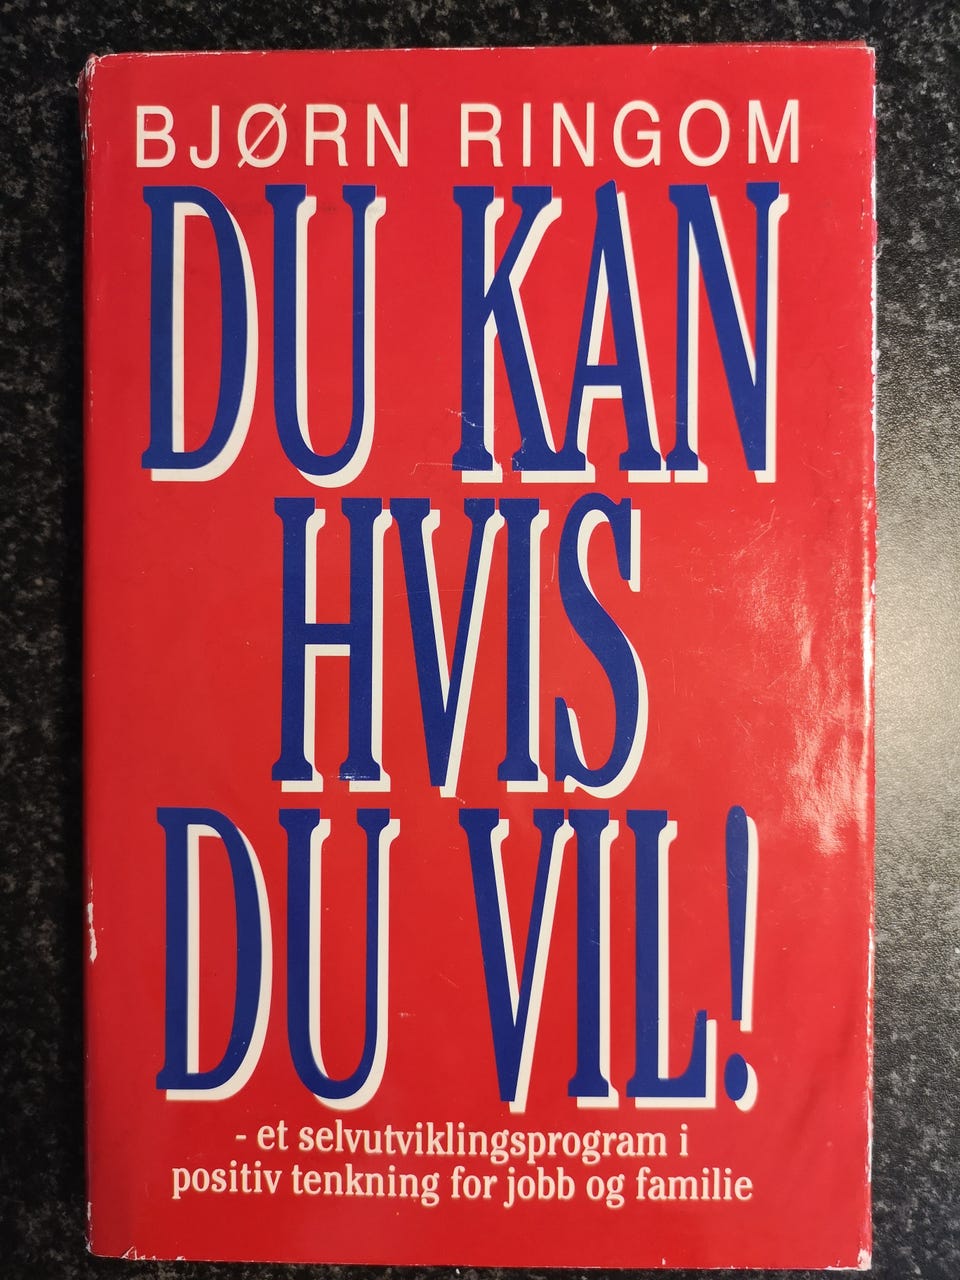 BJØRN RINGOM
DU KAN
HVIS
DU VIL!
- et selvutviklingsprogram i
positiv tenkning for jobb og familie